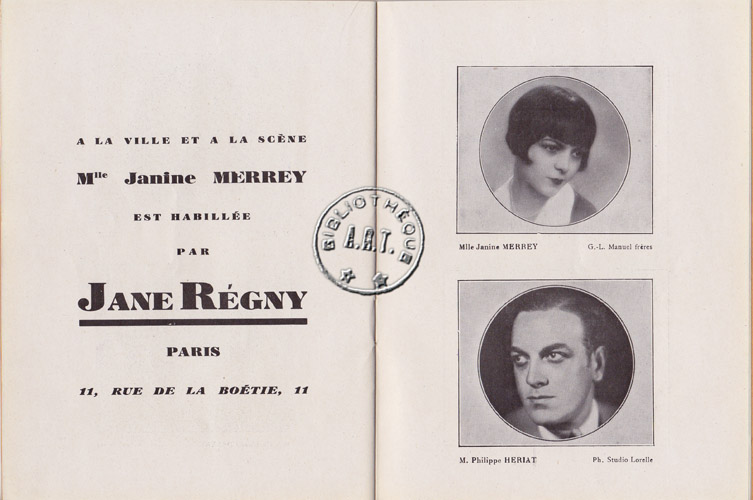 A LA VILLE ET A LA SCÈNE
Mlle Janine MERREY
EST HABILLÉE
PAR
JANE RÉGNY
PARIS
11, RUE DE LA BOÉTIE, 11
BIBLIOTHÈQUE
A.R.T.
Mlle Janine MERREY G.-L. Manuel frères
M. Philippe HERIAT Ph. Studio Lorelle